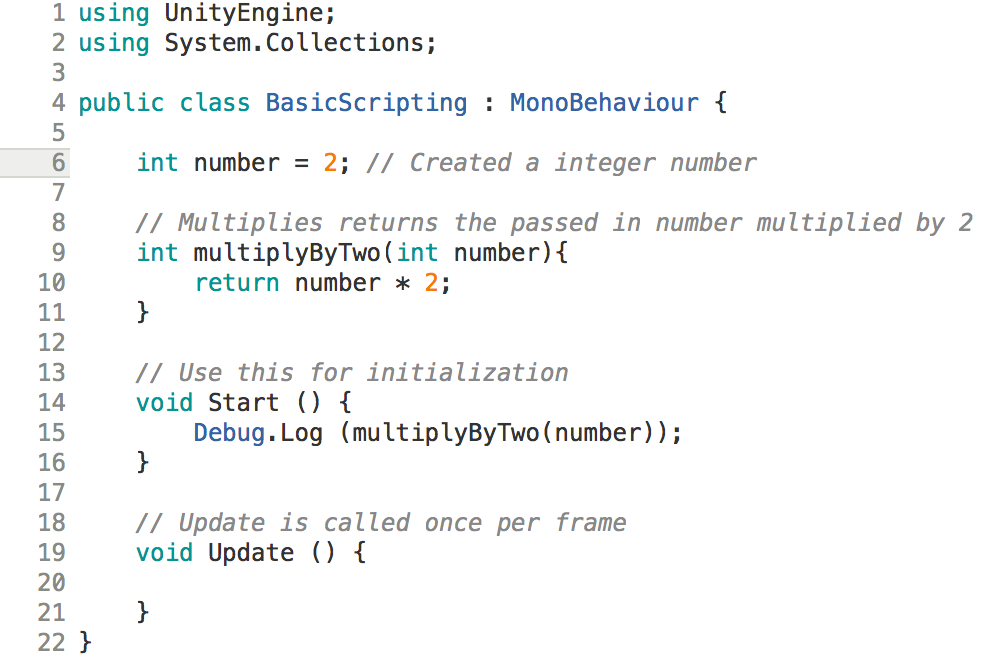 1 using UnityEngine;
2 using System.Collections;
3
4 public class BasicScripting : MonoBehaviour {
5
6     int number = 2; // Created a integer number
7
8     // Multiplies returns the passed in number multiplied by 2
9     int multiplyByTwo(int number){
10         return number * 2;
11     }
12
13     // Use this for initialization
14     void Start () {
15         Debug.Log (multiplyByTwo(number));
16     }
17
18     // Update is called once per frame
19     void Update () {
20
21     }
22 }